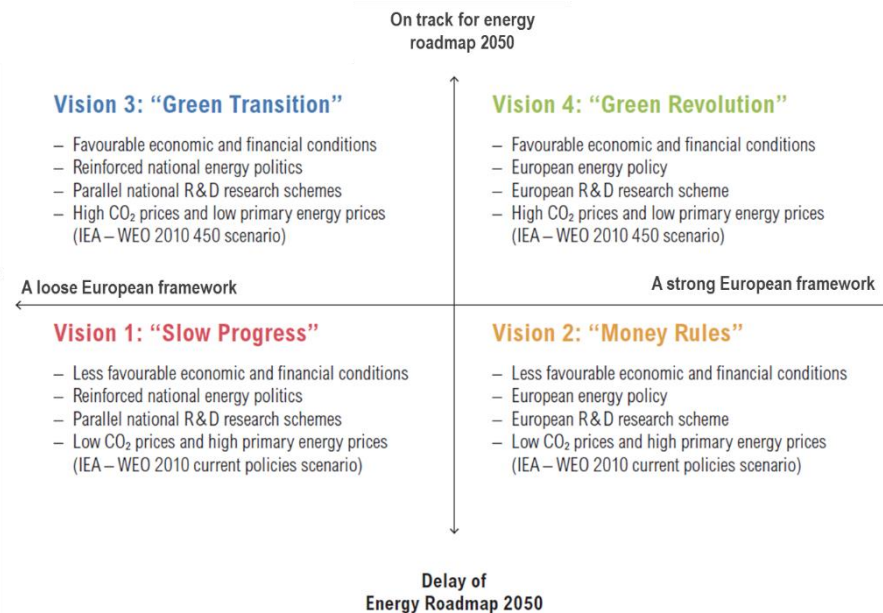 On track for energy
roadmap 2050
Vision 3: “Green Transition”
– Favourable economic and financial conditions
– Reinforced national energy politics
– Parallel national R&D research schemes
– High CO₂ prices and low primary energy prices
(IEA – WEO 2010 450 scenario)
Vision 4: “Green Revolution”
– Favourable economic and financial conditions
– European energy policy
– European R&D research scheme
– High CO₂ prices and low primary energy prices
(IEA – WEO 2010 450 scenario)
A loose European framework
A strong European framework
Vision 1: “Slow Progress”
– Less favourable economic and financial conditions
– Reinforced national energy politics
– Parallel national R&D research schemes
– Low CO₂ prices and high primary energy prices
(IEA – WEO 2010 current policies scenario)
Vision 2: “Money Rules”
– Less favourable economic and financial conditions
– European energy policy
– European R&D research scheme
– Low CO₂ prices and high primary energy prices
(IEA – WEO 2010 current policies scenario)
Delay of
Energy Roadmap 2050